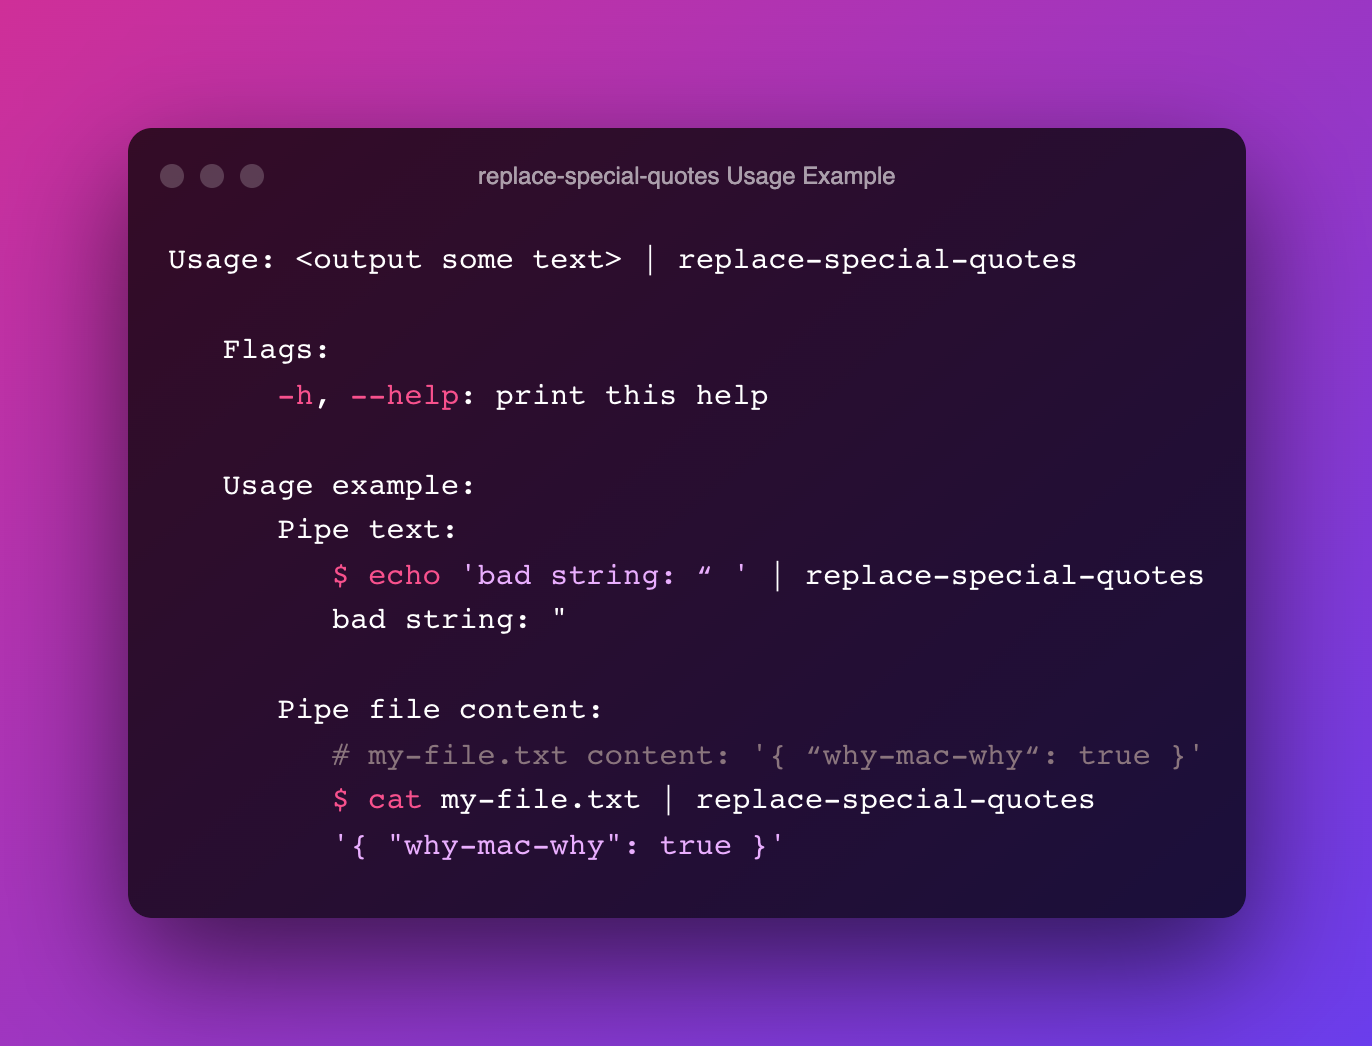 replace-special-quotes Usage Example
Usage: <output some text> | replace-special-quotes
Flags:
-h, --help: print this help
Usage example:
Pipe text:
$ echo 'bad string: “ ' | replace-special-quotes
bad string: "
Pipe file content:
# my-file.txt content: '{ “why-mac-why“: true }'
$ cat my-file.txt | replace-special-quotes
'{ "why-mac-why": true }'